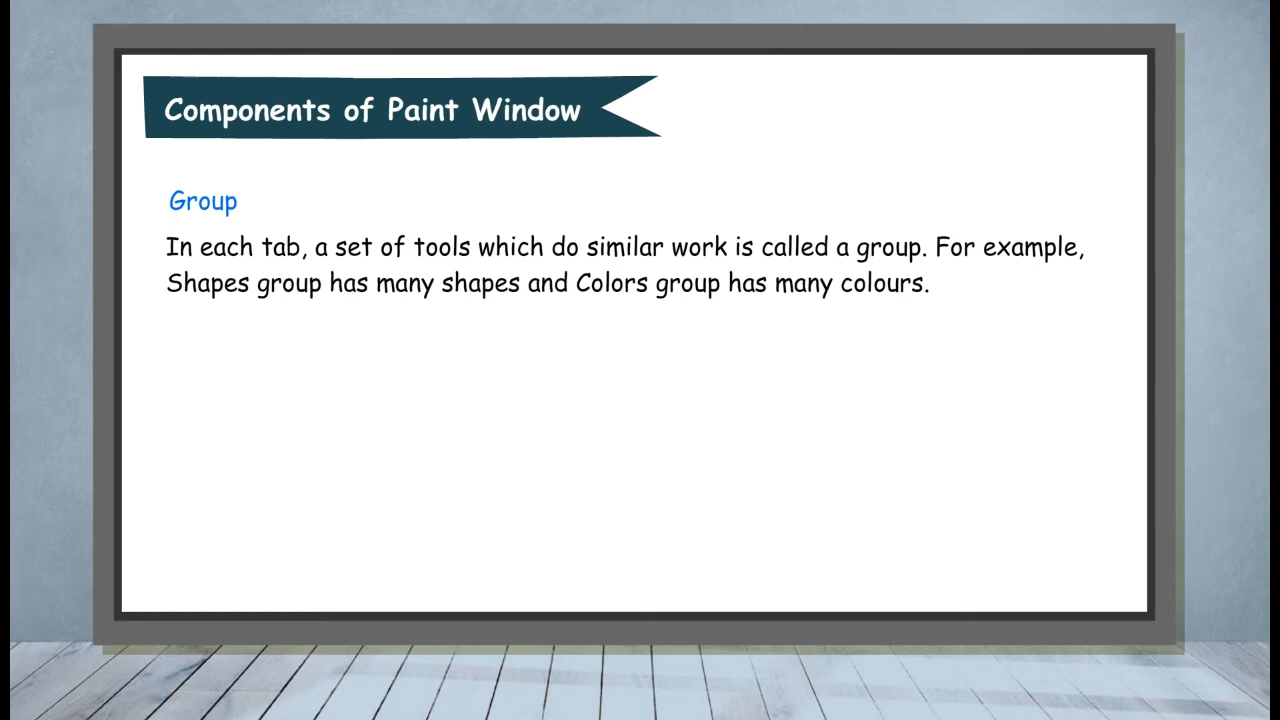 Components of Paint Window
Group
In each tab, a set of tools which do similar work is called a group. For example,
Shapes group has many shapes and Colors group has many colours.